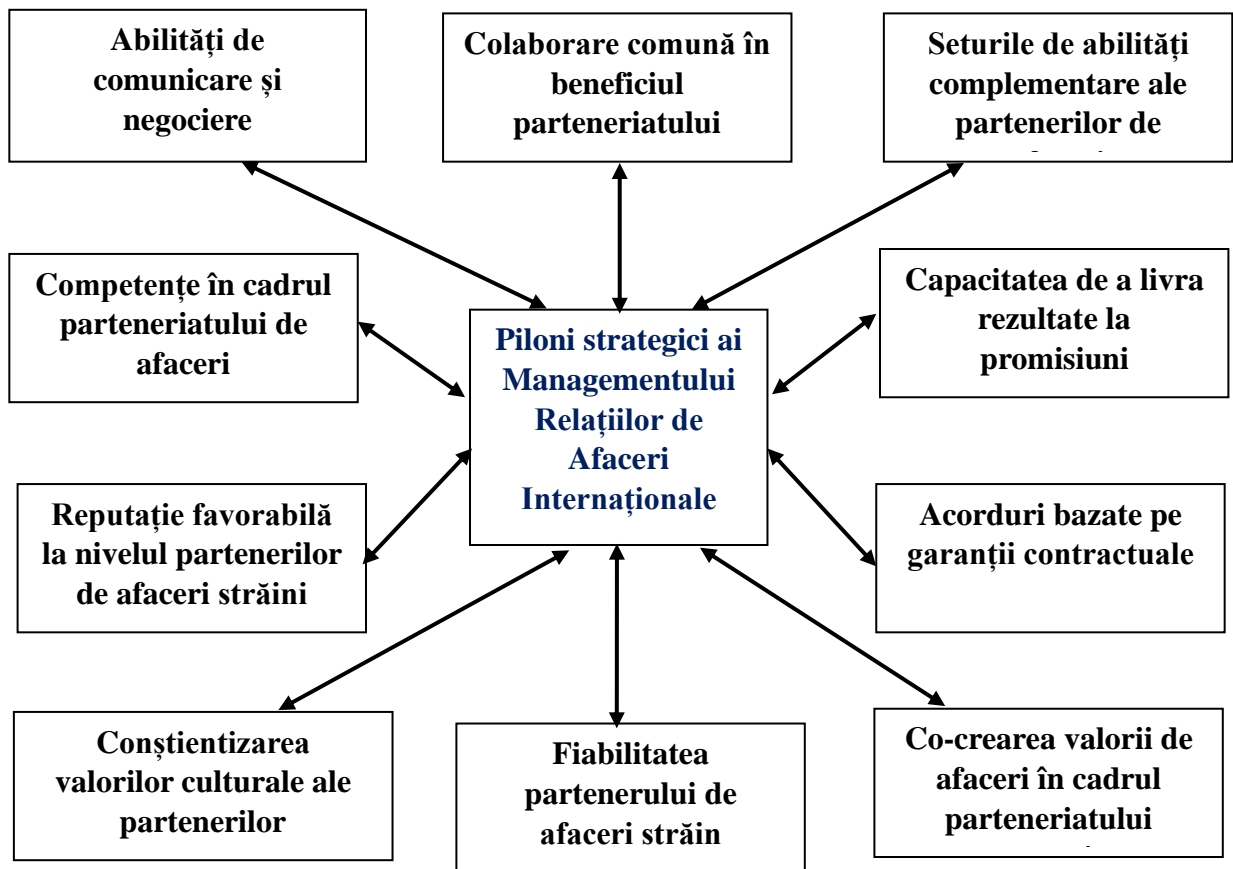 Abilități de
comunicare și
negociere
Colaborare comună în
beneficiul
parteneriatului
Seturile de abilități
complementare ale
partenerilor de
Competențe în cadrul
parteneriatului de
afaceri
Piloni strategici ai
Managementului
Relațiilor de
Afaceri
Internaționale
Capacitatea de a livra
rezultate la
promisiuni
Reputație favorabilă
la nivelul partenerilor
de afaceri străini
Acorduri bazate pe
garanții contractuale
Conștientizarea
valorilor culturale ale
partenerilor
Fiabilitatea
partenerului de
afaceri străin
Co-crearea valorii de
afaceri în cadrul
parteneriatului